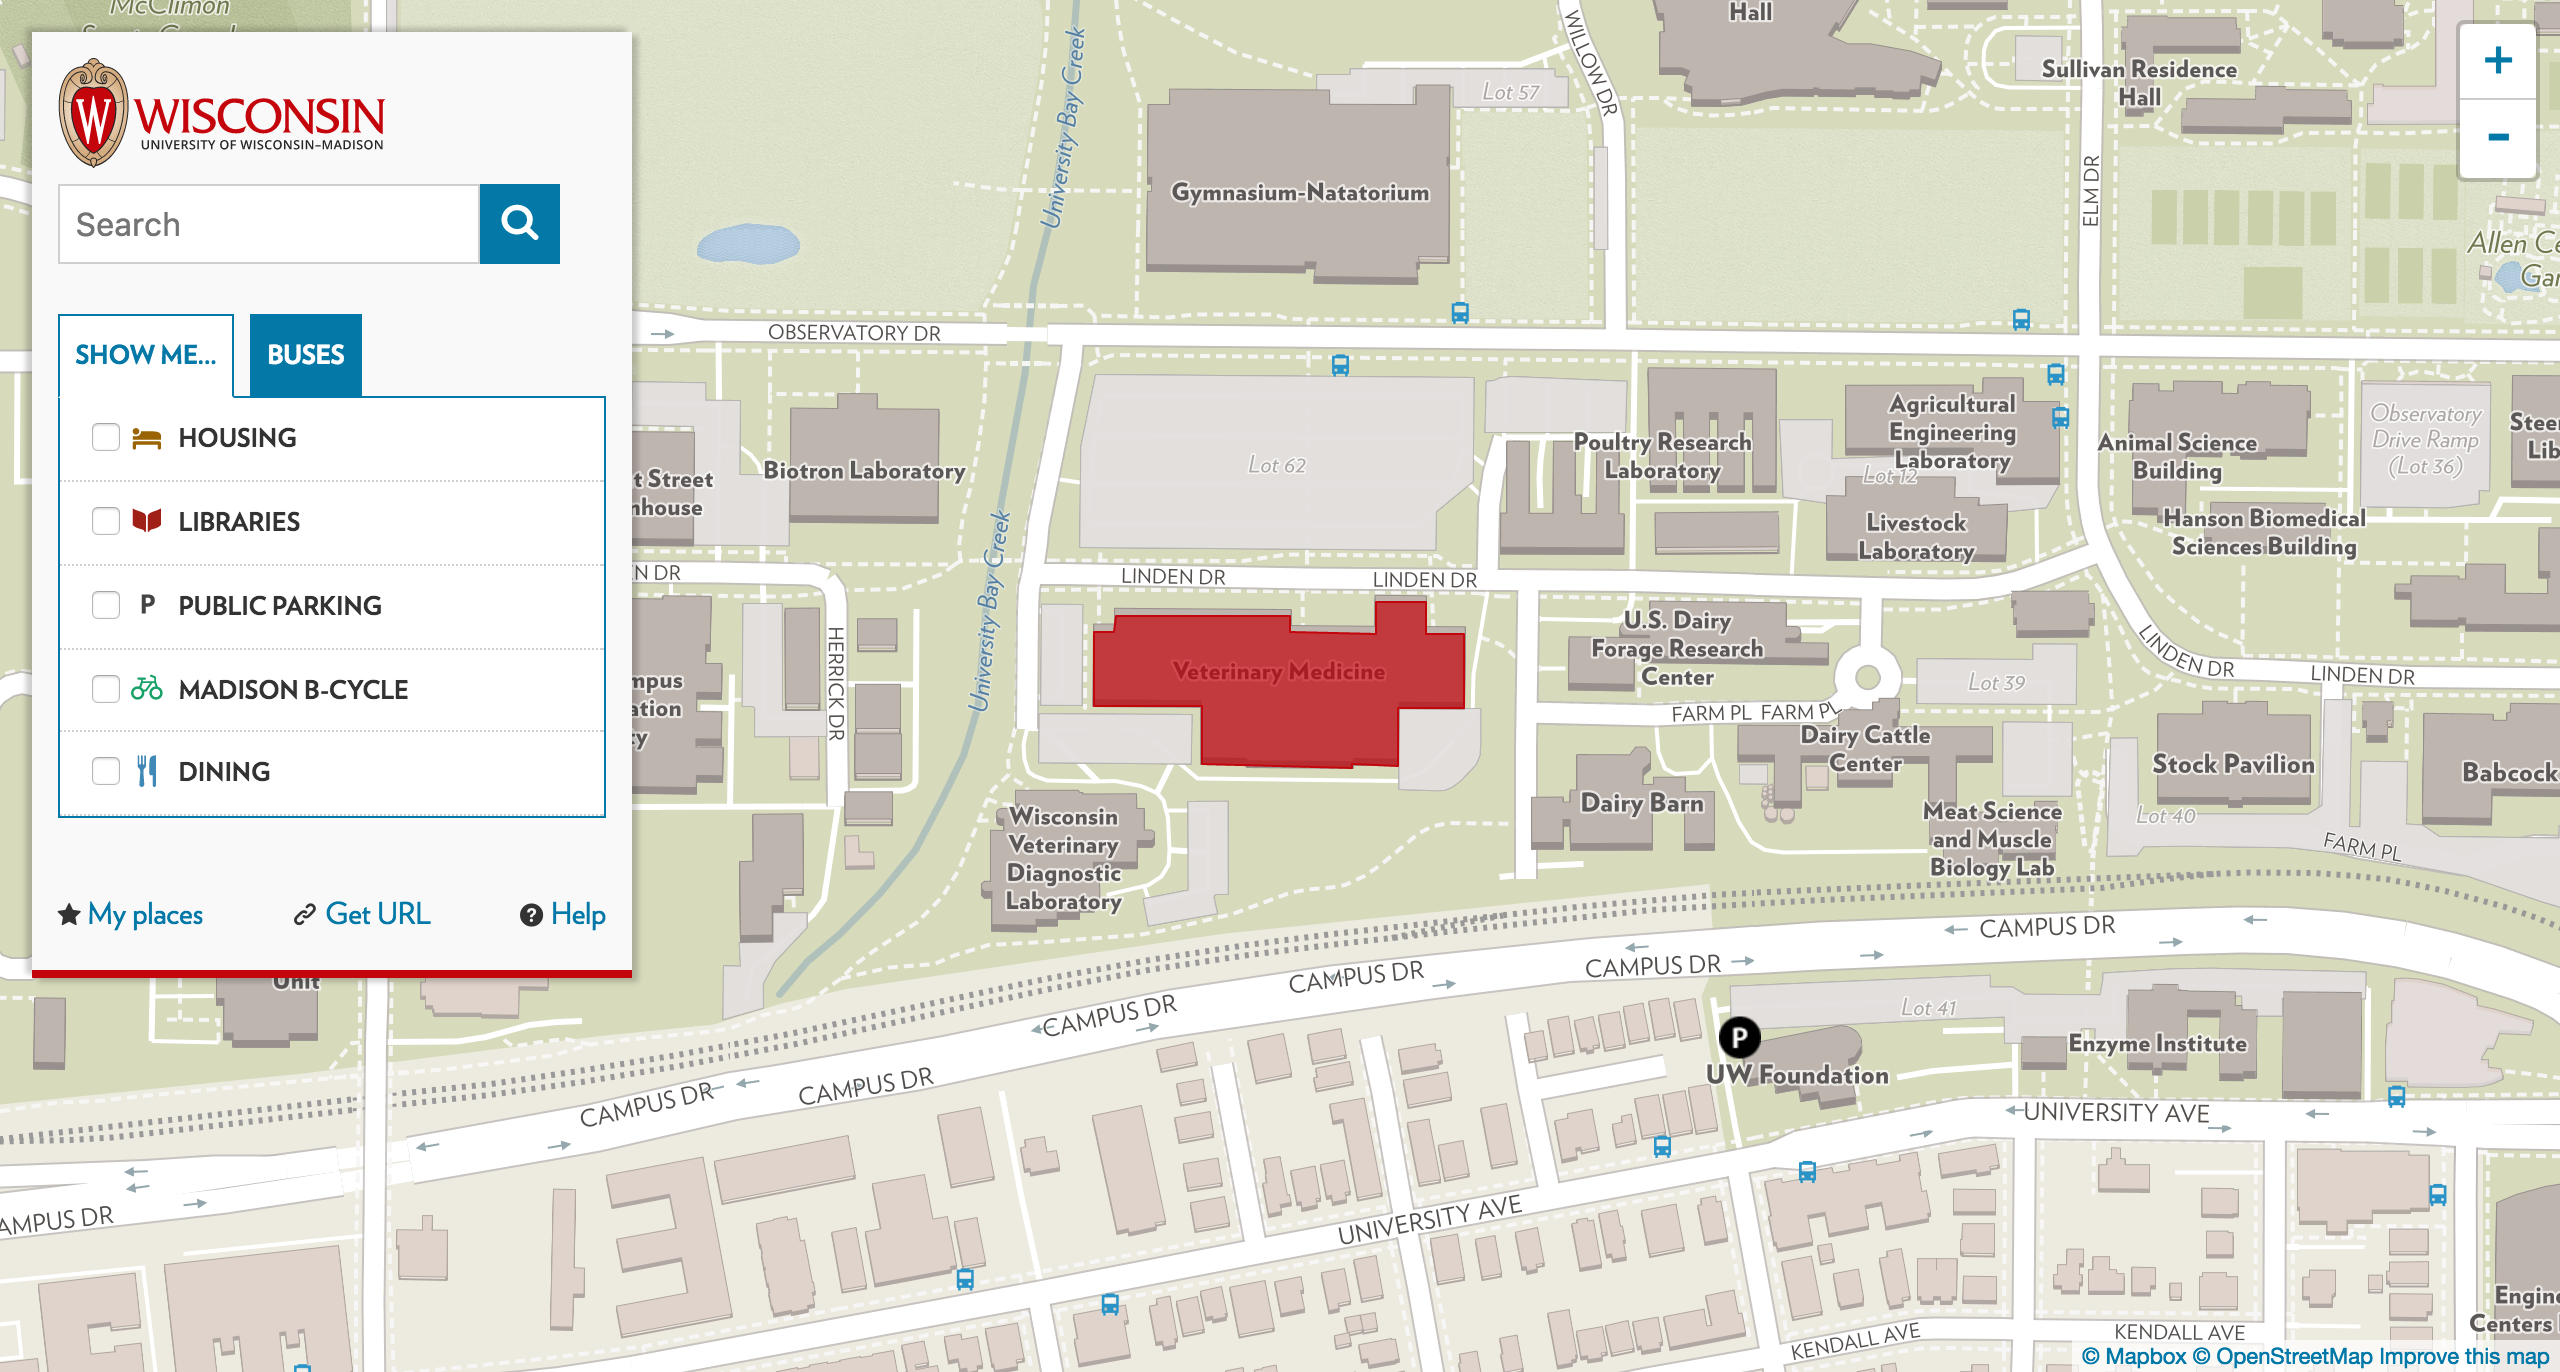 McClimon
W
WISCONSIN
UNIVERSITY OF WISCONSIN–MADISON
Search
SHOW ME...
BUSES
HOUSING
LIBRARIES
P PUBLIC PARKING
MADISON B-CYCLE
DINING
My places
Get URL
? Help
Unit
University Bay Creek
University Bay Creek
University Bay Creek
Gymnasium-Natatorium
Lot 57
WILLOW DR
Hall
Sullivan Residence
Hall
ELM DR
+
-
Allen Ce
Gar
OBSERVATORY DR
t Street
nhouse
Biotron Laboratory
Lot 62
Poultry Research
Laboratory
Agricultural
Engineering
Laboratory
Lot 12
Livestock
Laboratory
Animal Science
Building
Observatory
Drive Ramp
(Lot 36)
Steen
Lib
Hanson Biomedical
Sciences Building
N DR
LINDEN DR
LINDEN DR
LINDEN DR
LINDEN DR
HERRICK DR
mpus
ation
cy
Veterinary Medicine
U.S. Dairy
Forage Research
Center
FARM PL
FARM PL
Lot 39
Dairy Cattle
Center
Stock Pavilion
Babcock
Wisconsin
Veterinary
Diagnostic
Laboratory
Dairy Barn
Meat Science
and Muscle
Biology Lab
Lot 40
FARM PL
CAMPUS DR
CAMPUS DR
CAMPUS DR
CAMPUS DR
CAMPUS DR
CAMPUS DR
AMPUS DR
Lot 41
P
UW Foundation
Enzyme Institute
UNIVERSITY AVE
UNIVERSITY AVE
KENDALL AVE
KENDALL AVE
Engine
Centers
© Mapbox © OpenStreetMap Improve this map